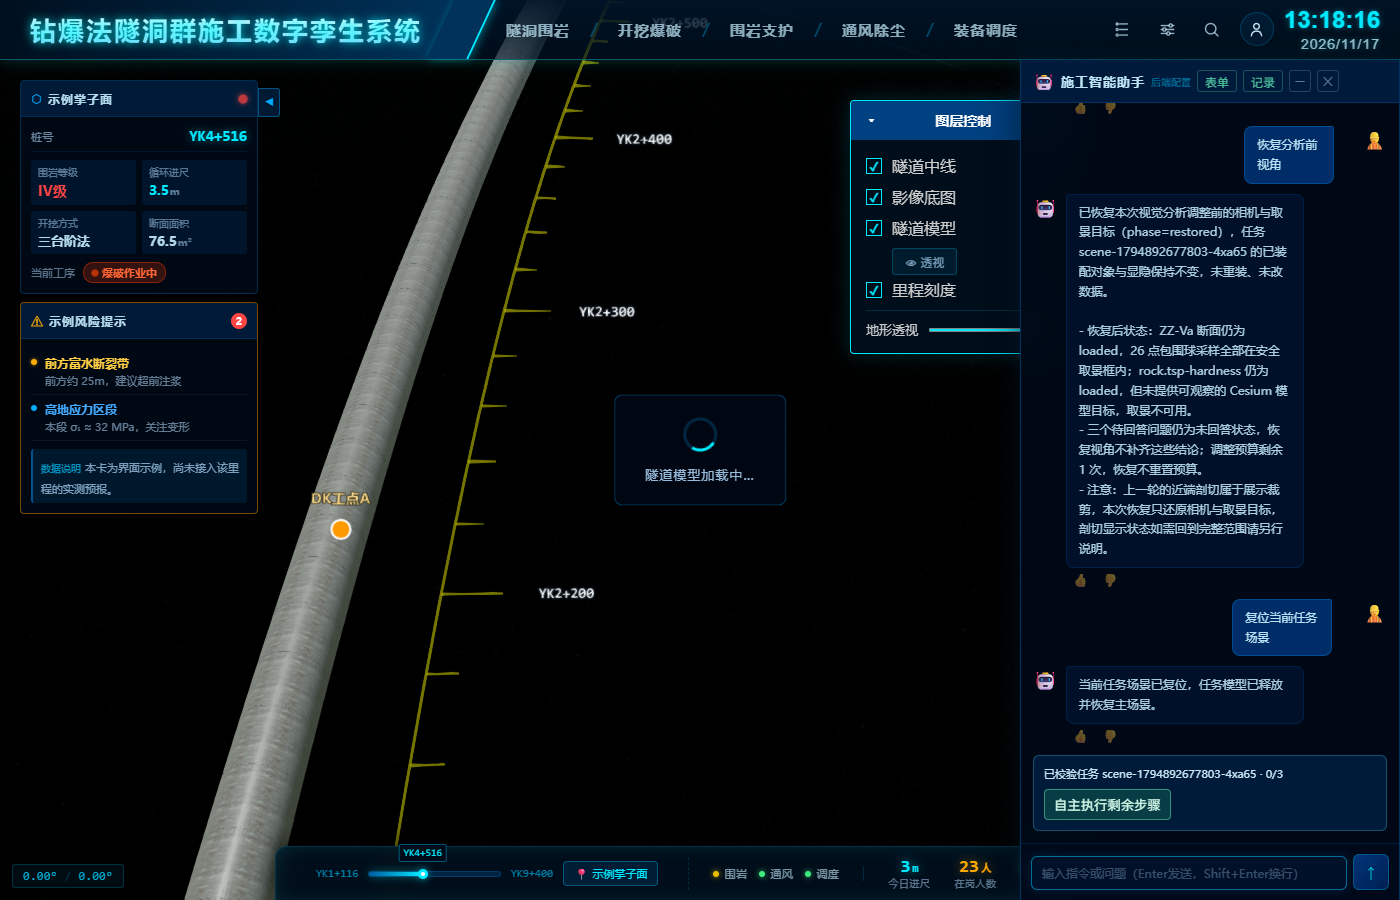 钻爆法隧洞群施工数字孪生系统
隧洞围岩 / 开挖爆破 / 围岩支护 / 通风除尘 / 装备调度
13:18:16
2026/11/17
示例掌子面
桩号 YK4+516
围岩等级 循环进尺
IV级 3.5m
开挖方式 断面面积
三台阶法 76.5m²
当前工序 爆破作业中
示例风险提示 2
前方富水断裂带
前方约 25m，建议超前注浆
高地应力区段
本段 σ₁ ≈ 32 MPa，关注变形
数据说明 本卡为界面示例，尚未接入该里
程的实测预报。
YK2+500
YK2+400
YK2+300
YK2+200
DK工点A
隧道模型加载中...
图层控制
隧道中线
影像底图
隧道模型
透视
里程刻度
地形透视
施工智能助手 后端配置 表单 记录
恢复分析前
视角
已恢复本次视觉分析调整前的相机与取
景目标（phase=restored），任务
scene-1794892677803-4xa65 的已装
配对象与显隐保持不变，未重装、未改
数据。
- 恢复后状态：ZZ-Va 断面仍为
loaded，26 点包围球采样全部在安全
取景框内；rock.tsp-hardness 仍为
loaded，但未提供可观察的 Cesium 模
型目标，取景不可用。
- 三个待回答问题仍为未回答状态，恢
复视角不补齐这些结论；调整预算剩余
1 次，恢复不重置预算。
- 注意：上一轮的近端剖切属于展示裁
剪，本次恢复只还原相机与取景目标，
剖切显示状态如需回到完整范围请另行
说明。
复位当前任务
场景
当前任务场景已复位，任务模型已释放
并恢复主场景。
已校验任务 scene-1794892677803-4xa65 · 0/3
自主执行剩余步骤
输入指令或问题（Enter发送，Shift+Enter换行）
↑
0.00° / 0.00°
YK4+516
YK1+116 YK9+400
示例掌子面
围岩 通风 调度
3m 23人
今日进尺 在岗人数